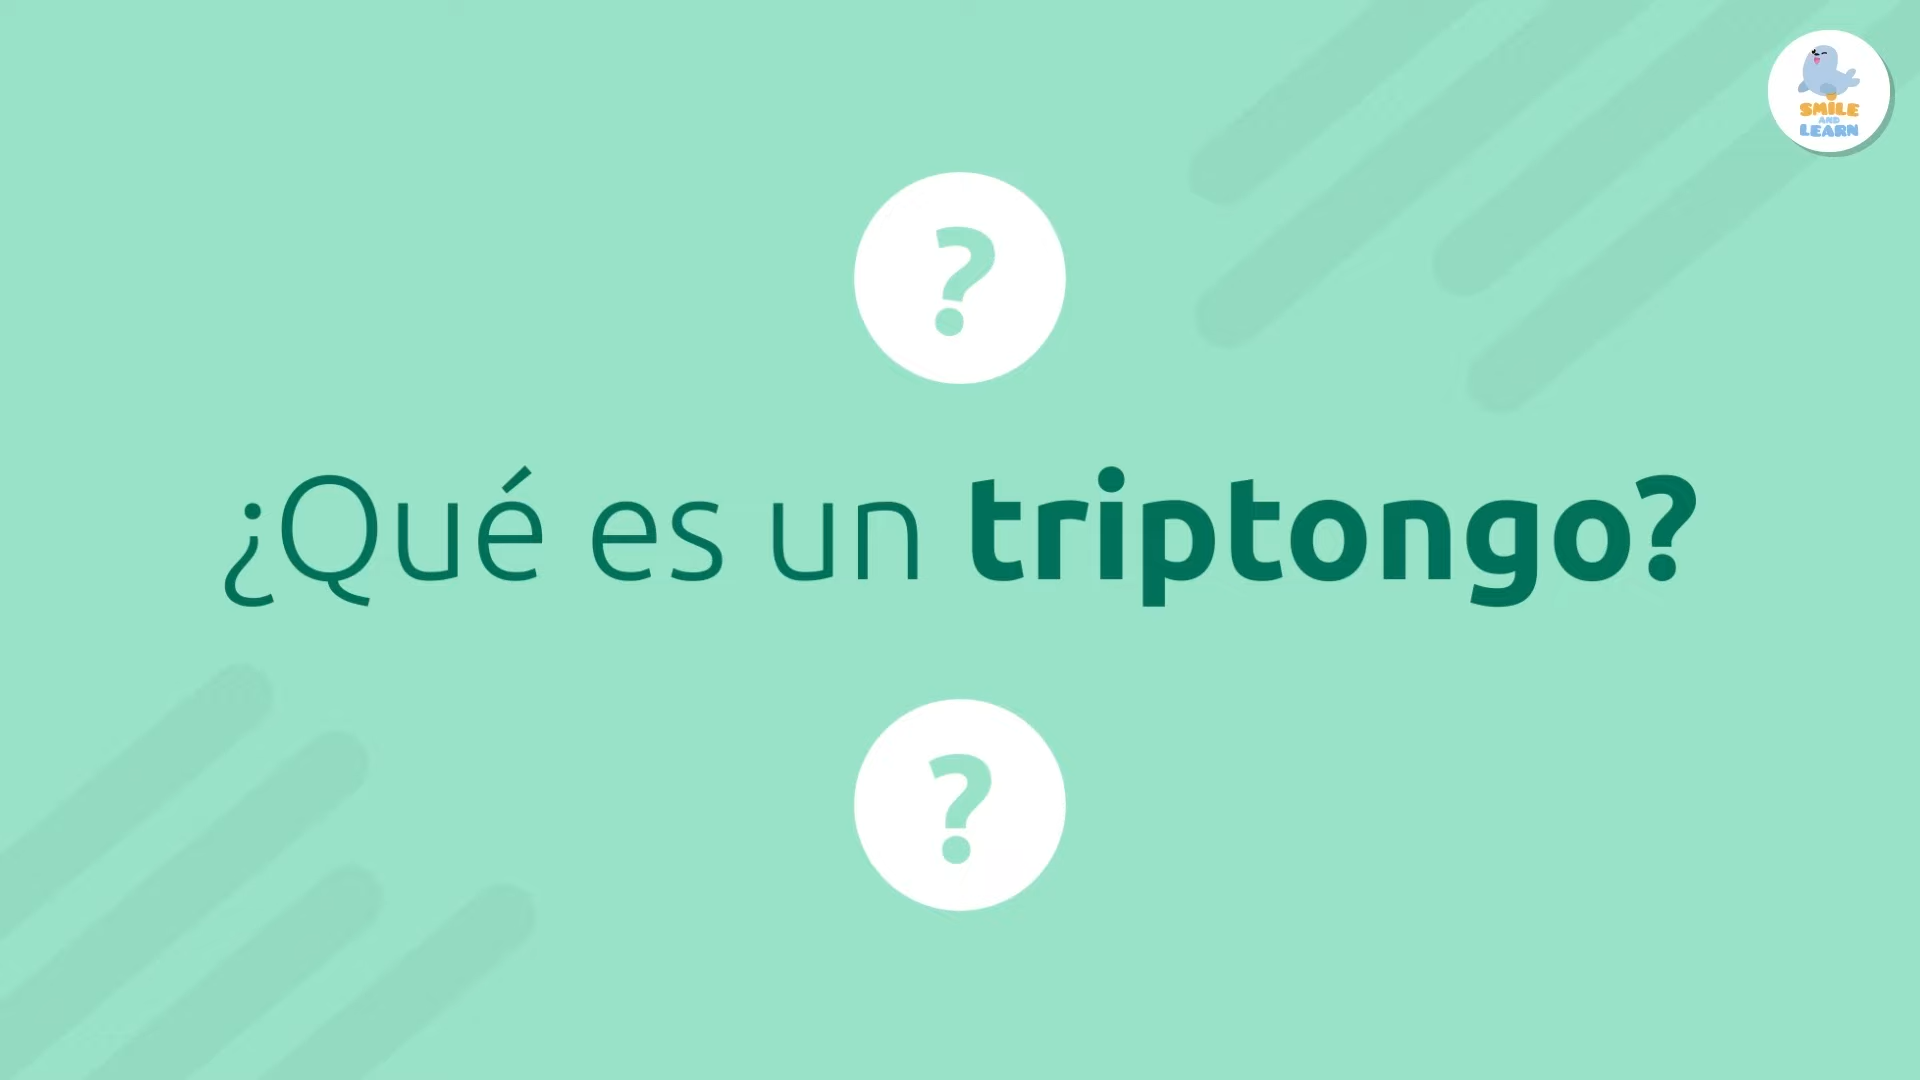 SMILE
AND
LEARN
?
¿Qué es un triptongo?
?